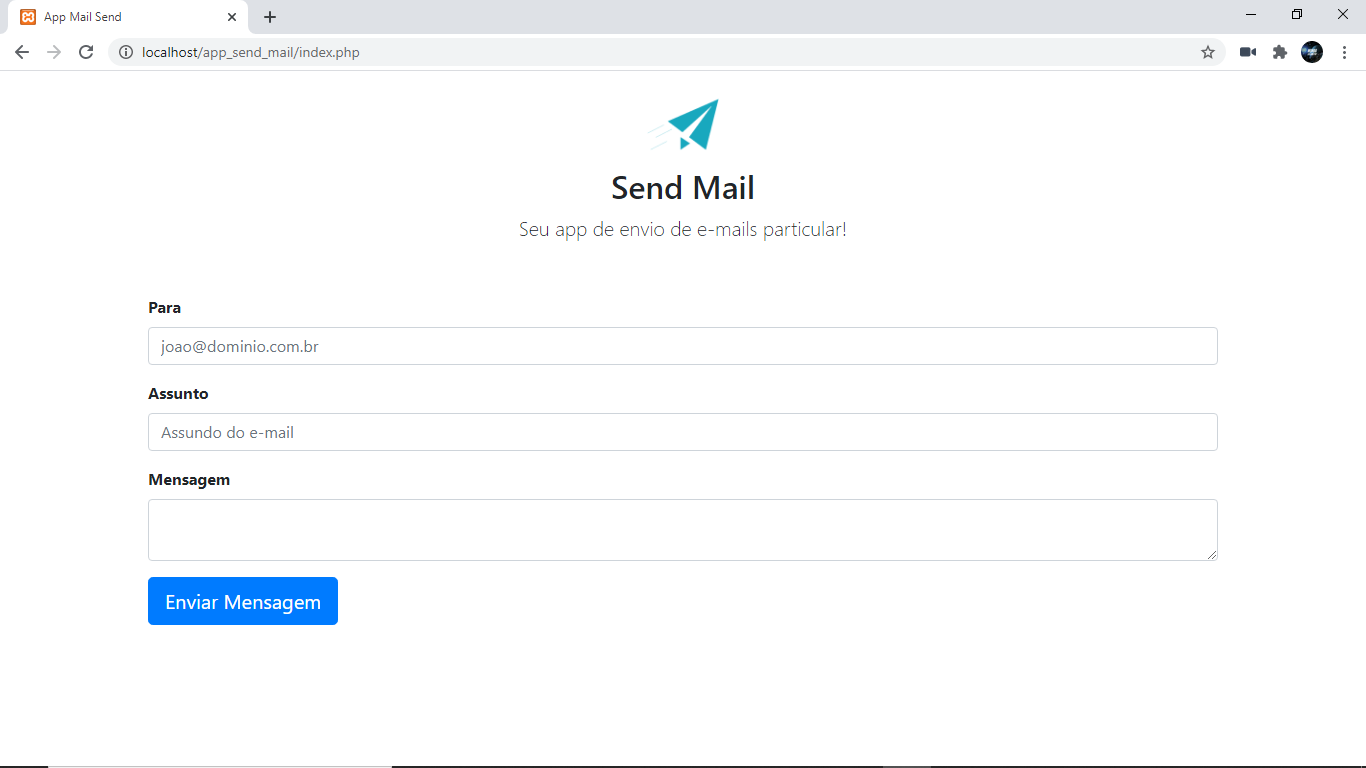 App Mail Send
localhost/app_send_mail/index.php
Send Mail
Seu app de envio de e-mails particular!
Para
joao@dominio.com.br
Assunto
Assundo do e-mail
Mensagem
Enviar Mensagem